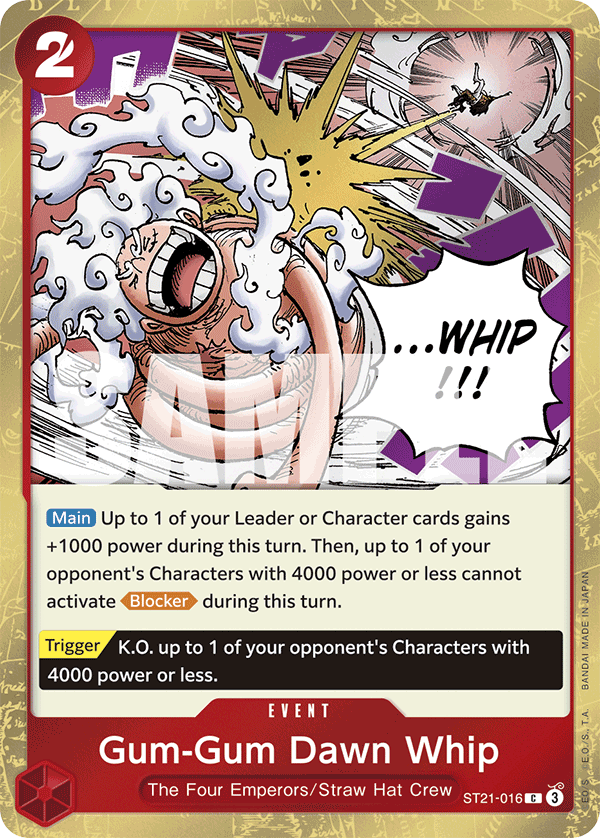 2
...WHIP
!!!
SAMPLE
Main Up to 1 of your Leader or Character cards gains
+1000 power during this turn. Then, up to 1 of your
opponent's Characters with 4000 power or less cannot
activate Blocker during this turn.
Trigger K.O. up to 1 of your opponent's Characters with
4000 power or less.
EVENT
Gum-Gum Dawn Whip
The Four Emperors/Straw Hat Crew
ST21-016 C 3
E.O.S. ©E.O./S. T.A. BANDAI MADE IN JAPAN